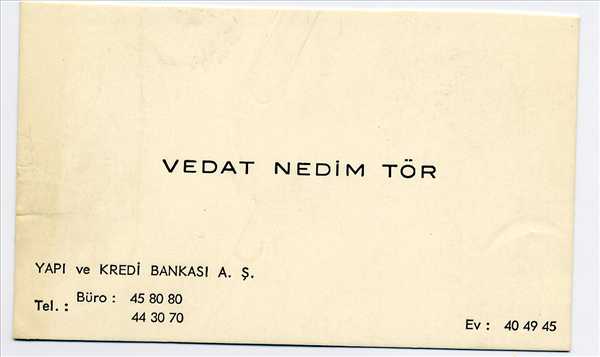 VEDAT NEDİM TÖR
YAPI ve KREDİ BANKASI A. Ş.
Tel. : Büro : 45 80 80
44 30 70
Ev : 40 49 45